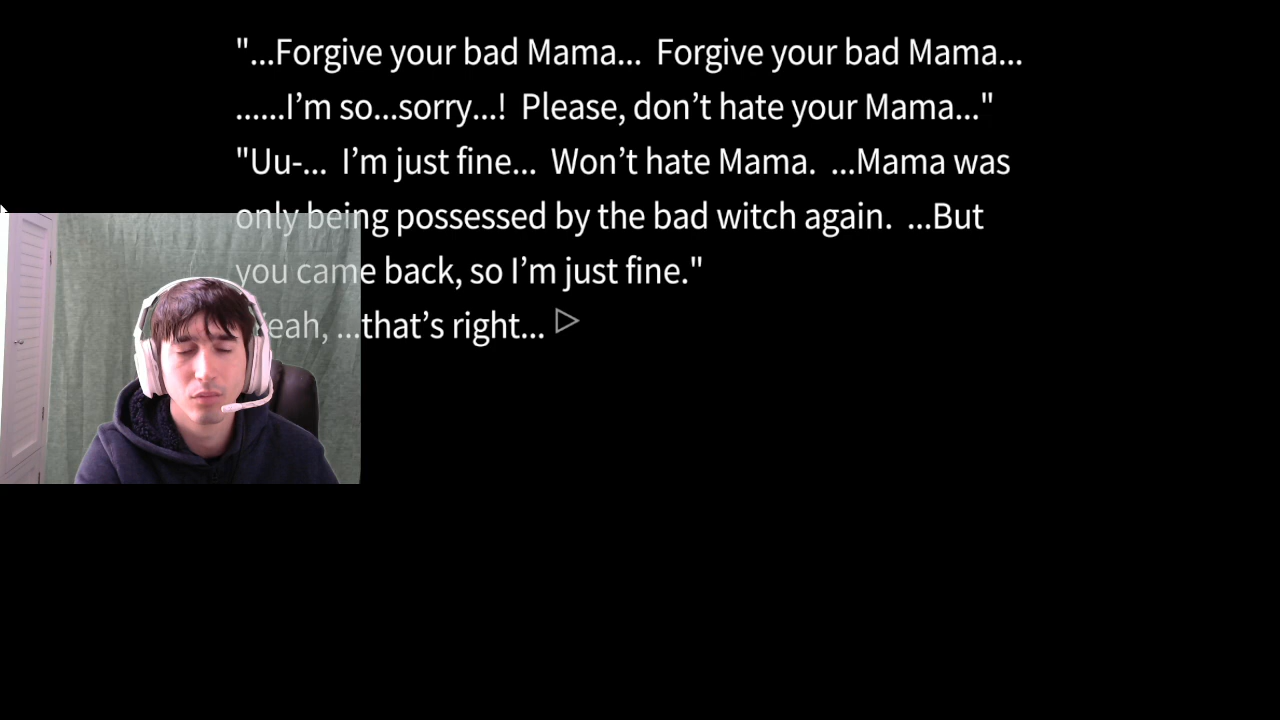 "...Forgive your bad Mama...  Forgive your bad Mama...
......I’m so...sorry...!  Please, don’t hate your Mama..."
"Uu-...  I’m just fine...  Won’t hate Mama.  ...Mama was
only being possessed by the bad witch again.  ...But
you came back, so I’m just fine."
Yeah, ...that’s right...